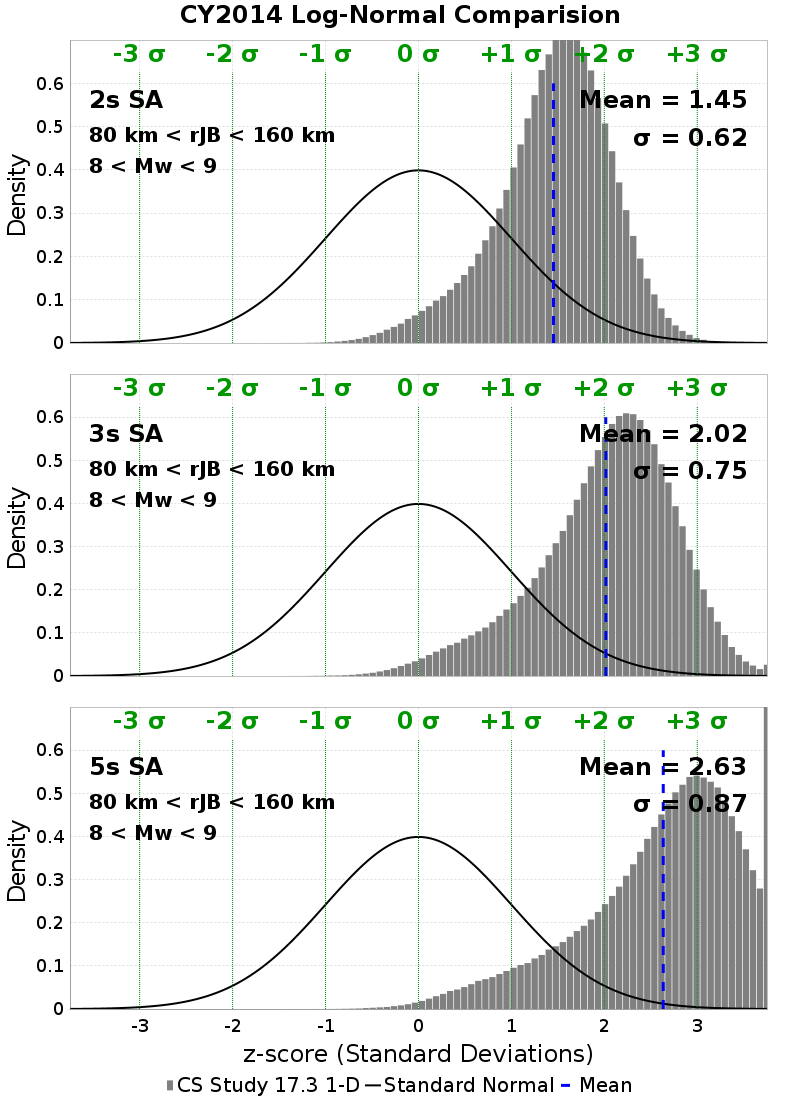 CY2014 Log-Normal Comparision
-3 σ -2 σ -1 σ 0 σ +1 σ +2 σ +3 σ
2s SA
Mean = 1.45
80 km < rJB < 160 km
σ = 0.62
8 < Mw < 9
Density
0.6
0.5
0.4
0.3
0.2
0.1
0
-3 σ -2 σ -1 σ 0 σ +1 σ +2 σ +3 σ
3s SA
Mean = 2.02
80 km < rJB < 160 km
σ = 0.75
8 < Mw < 9
Density
0.6
0.5
0.4
0.3
0.2
0.1
0
-3 σ -2 σ -1 σ 0 σ +1 σ +2 σ +3 σ
5s SA
Mean = 2.63
80 km < rJB < 160 km
σ = 0.87
8 < Mw < 9
Density
0.6
0.5
0.4
0.3
0.2
0.1
0
-3 -2 -1 0 1 2 3
z-score (Standard Deviations)
CS Study 17.3 1-D Standard Normal Mean